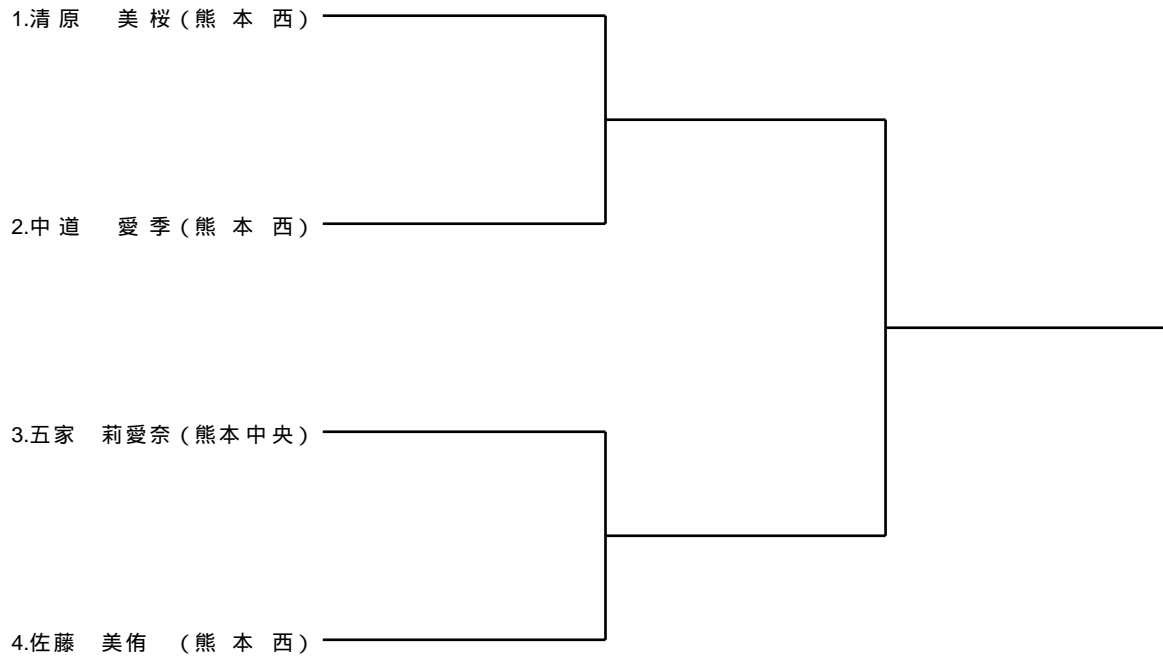 1.清原 美桜(熊本西)
2.中道 愛季(熊本西)
3.五家 莉愛奈(熊本中央)
4.佐藤 美侑 (熊本西)